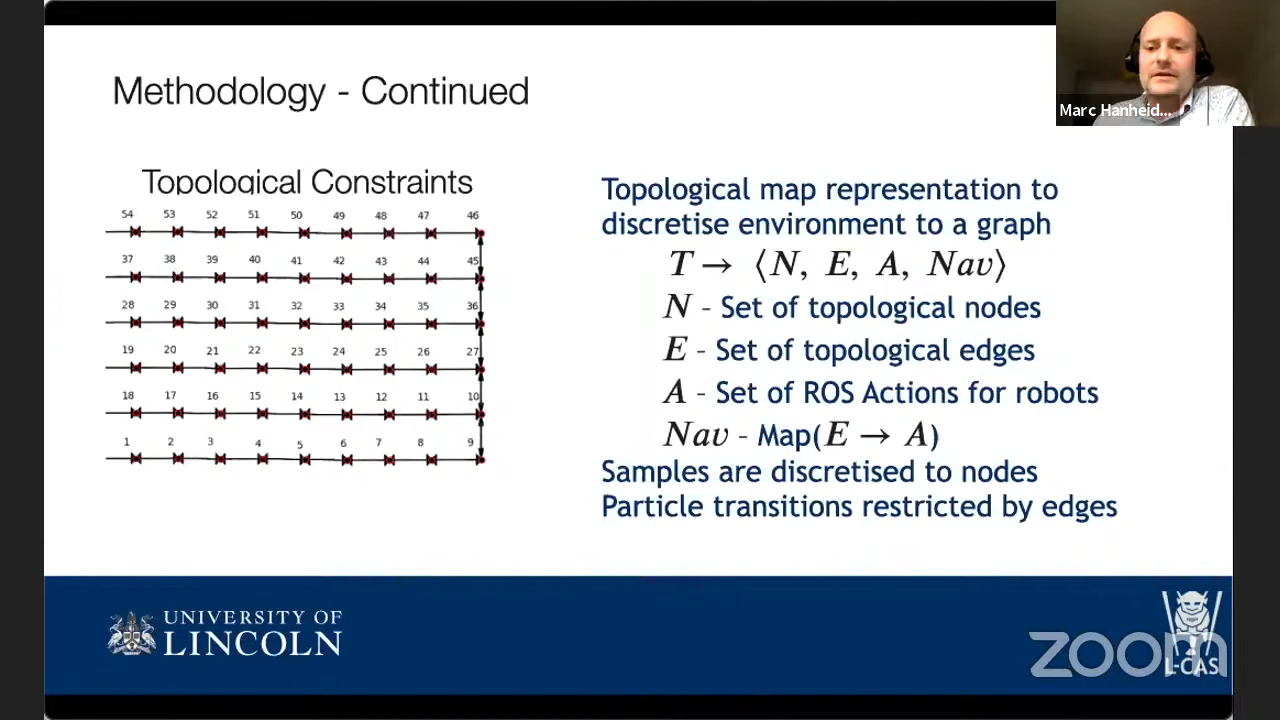 Methodology - Continued
Marc Hanheid...
Topological Constraints
54 53 52 51 50 49 48 47 46
37 38 39 40 41 42 43 44 45
28 29 30 31 32 33 34 35 36
19 20 21 22 23 24 25 26 27
18 17 16 15 14 13 12 11 10
1 2 3 4 5 6 7 8 9
Topological map representation to
discretise environment to a graph
T → ⟨N, E, A, Nav⟩
N – Set of topological nodes
E – Set of topological edges
A – Set of ROS Actions for robots
Nav – Map(E → A)
Samples are discretised to nodes
Particle transitions restricted by edges
UNIVERSITY OF
LINCOLN
zoom
L-CAS